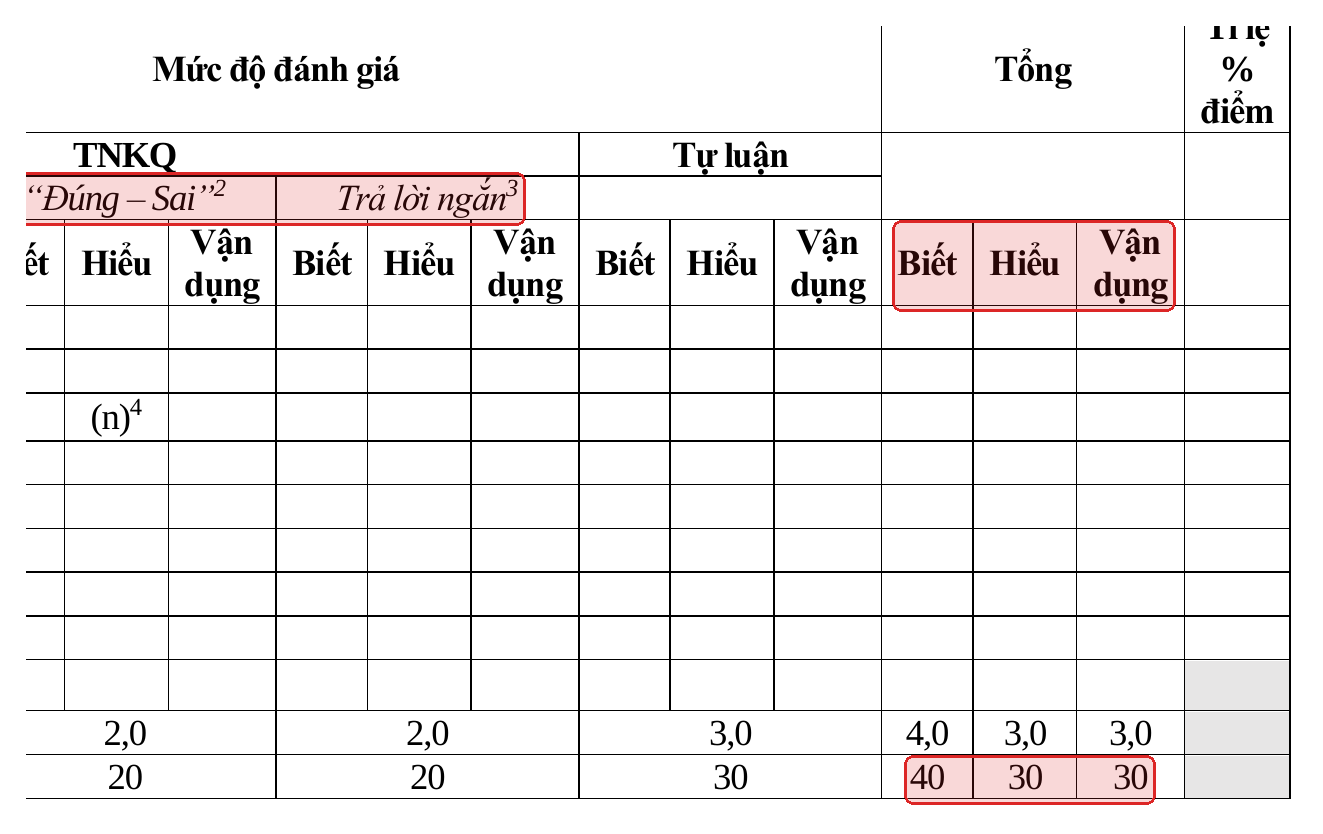 Mức độ đánh giá Tổng Tỉ lệ
%
điểm
TNKQ Tự luận
“Đúng – Sai”² Trả lời ngắn³
Hiểu Vận dụng Biết Hiểu Vận dụng Biết Hiểu Vận dụng Biết Hiểu Vận dụng
(n)⁴
2,0 2,0 3,0 4,0 3,0 3,0
20 20 30 40 30 30